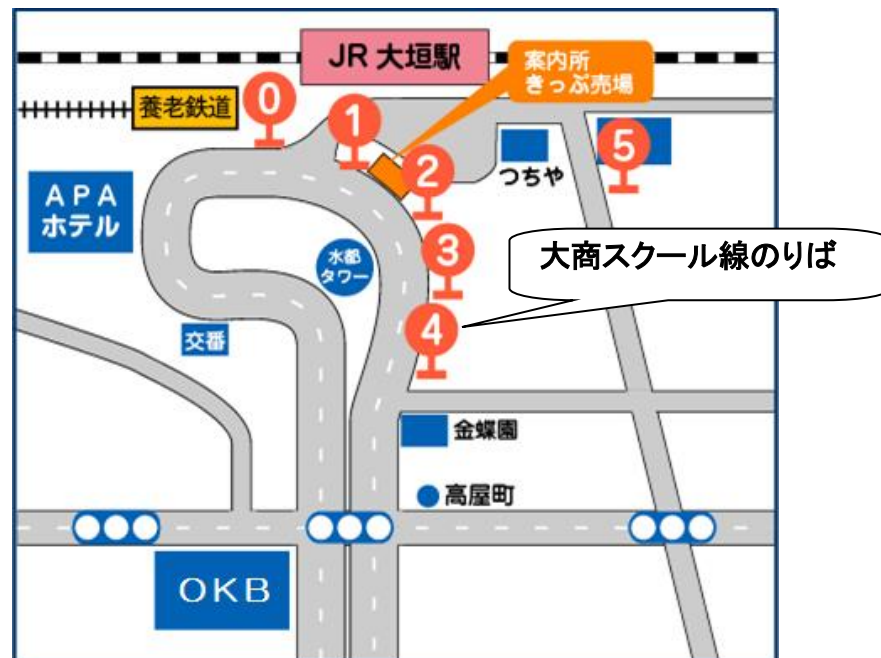 JR 大垣駅
案内所
きっぷ売場
養老鉄道
0
1
2
つちや
5
APA
ホテル
水都
タワー
3
大商スクール線のりば
4
交番
金蝶園
高屋町
OKB